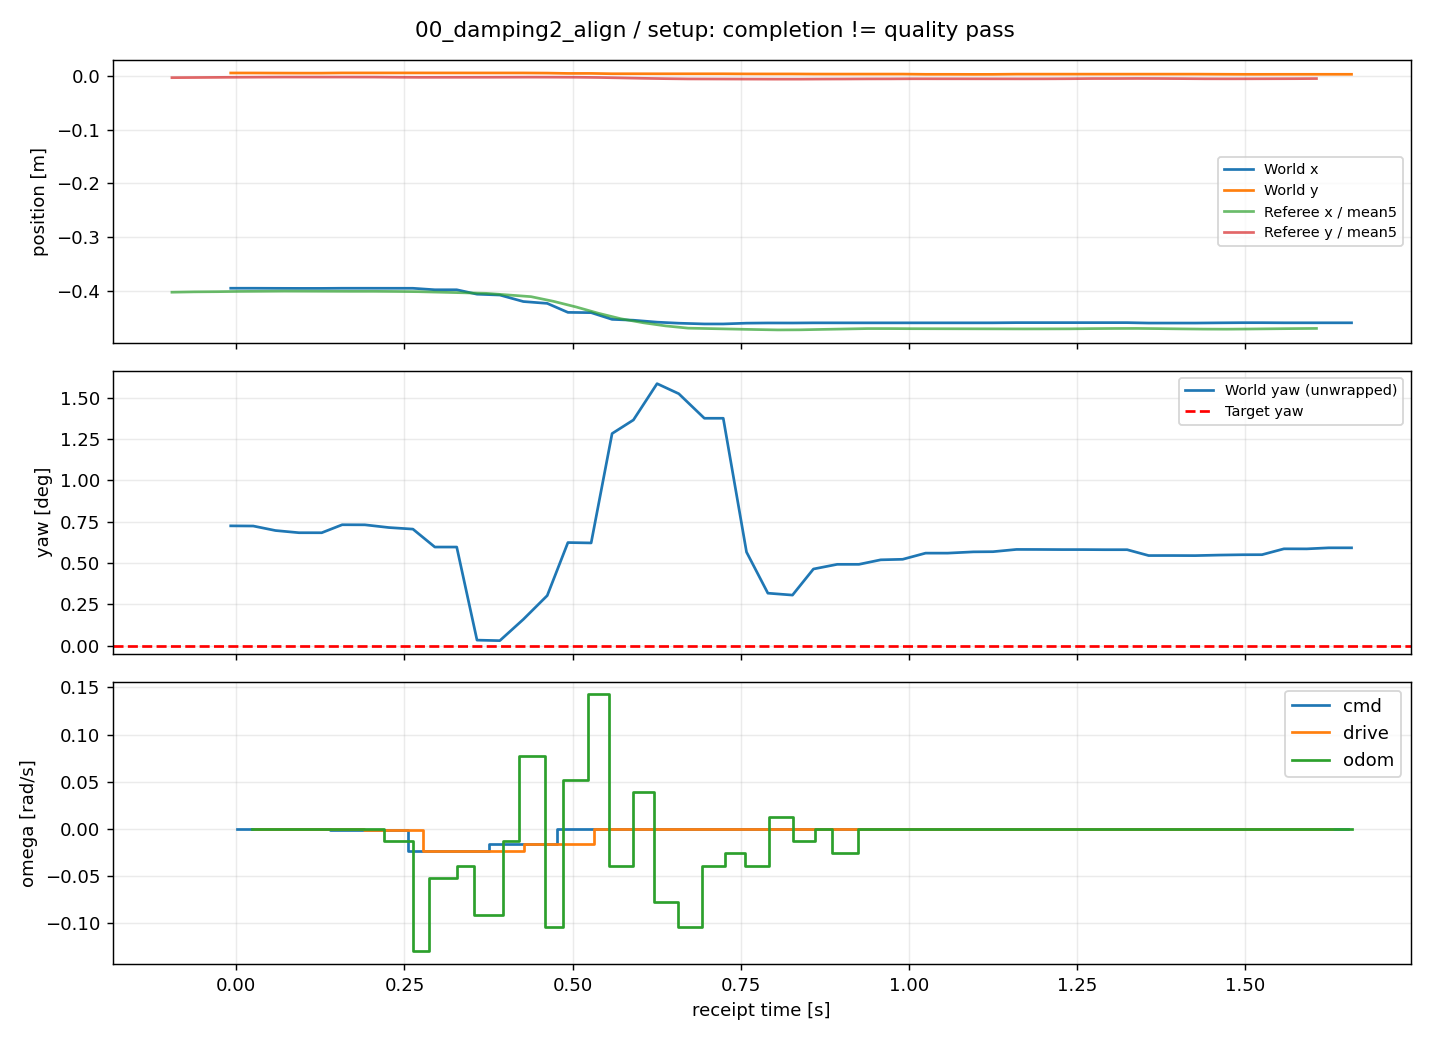 00_damping2_align / setup: completion != quality pass
0.0
−0.1
−0.2
−0.3
−0.4
position [m]
World x
World y
Referee x / mean5
Referee y / mean5
1.50
1.25
1.00
0.75
0.50
0.25
0.00
yaw [deg]
World yaw (unwrapped)
Target yaw
0.15
0.10
0.05
0.00
−0.05
−0.10
omega [rad/s]
cmd
drive
odom
0.00 0.25 0.50 0.75 1.00 1.25 1.50
receipt time [s]